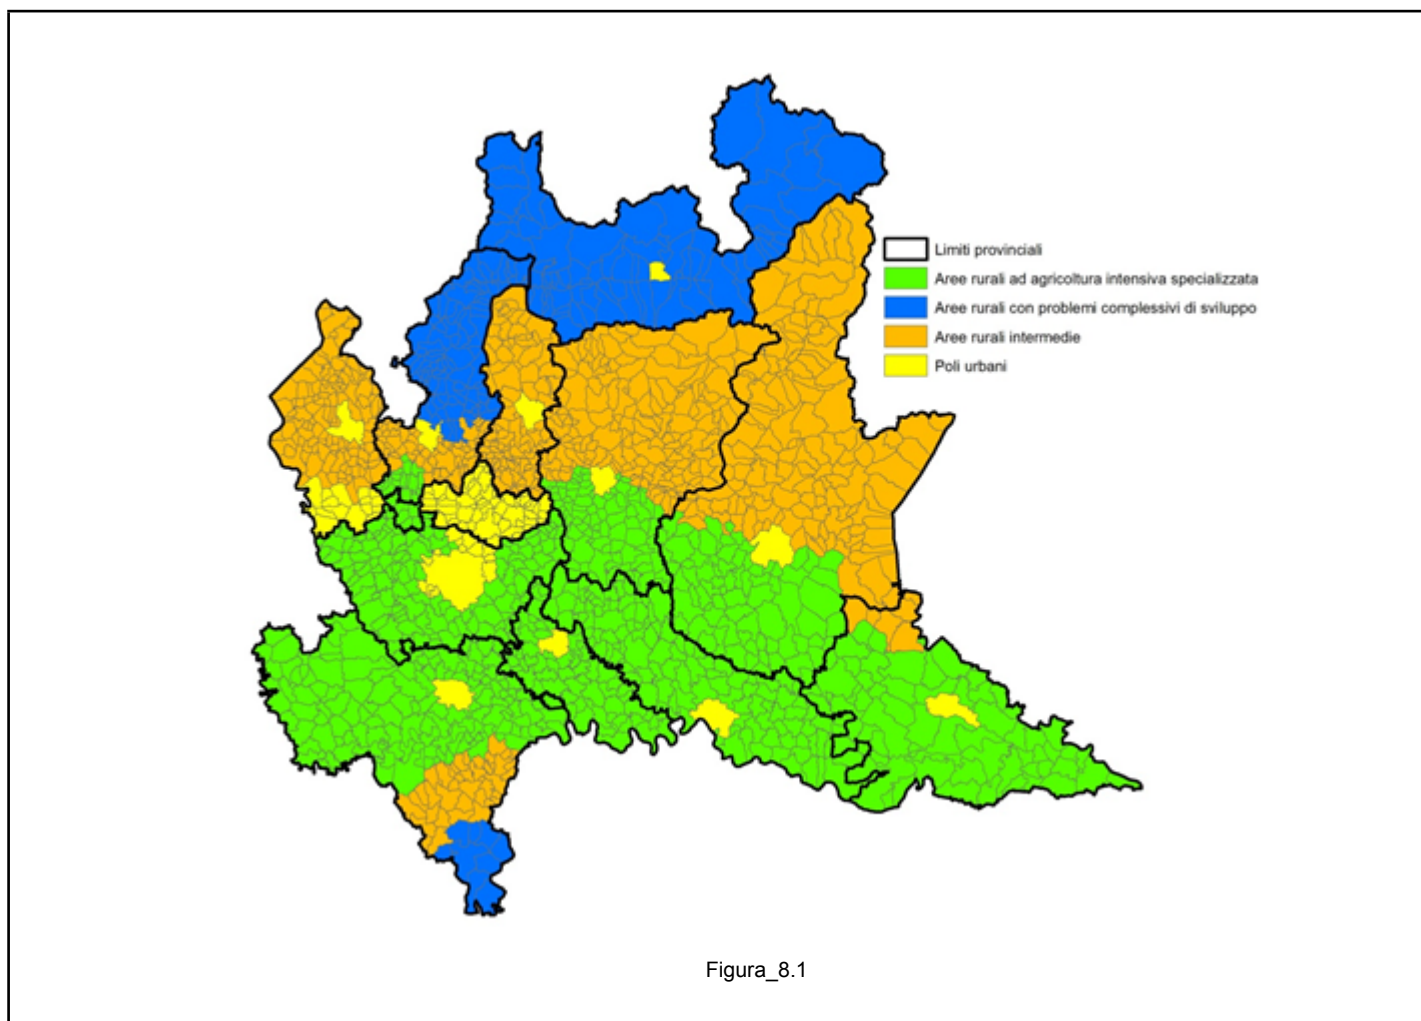 Limiti provinciali
Aree rurali ad agricoltura intensiva specializzata
Aree rurali con problemi complessivi di sviluppo
Aree rurali intermedie
Poli urbani
Figura_8.1